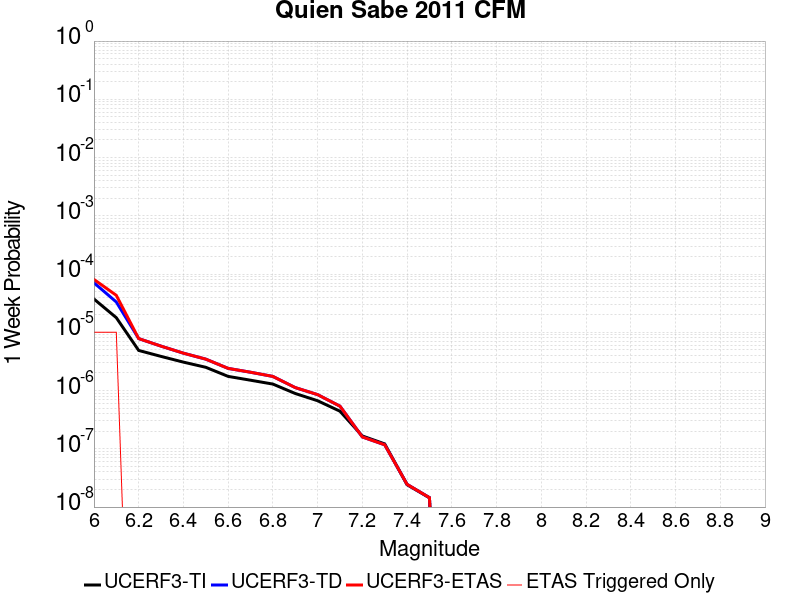 Quien Sabe 2011 CFM
10^0
10^-1
10^-2
10^-3
10^-4
10^-5
10^-6
10^-7
10^-8
1 Week Probability
6 6.2 6.4 6.6 6.8 7 7.2 7.4 7.6 7.8 8 8.2 8.4 8.6 8.8 9
Magnitude
UCERF3-TI UCERF3-TD UCERF3-ETAS ETAS Triggered Only